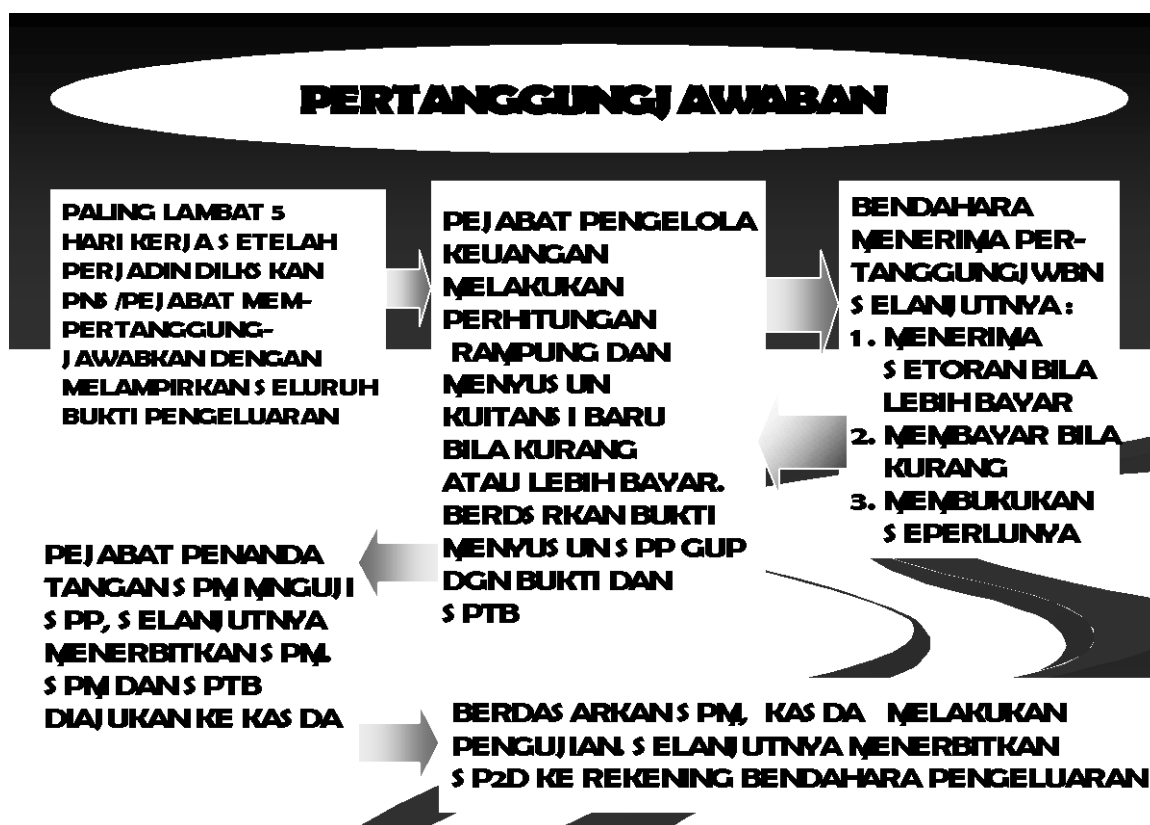 PERTANGGUNGJAWABAN
PALING LAMBAT 5
HARI KERJA SETELAH
PERJADIN DILKSKAN
PNS/PEJABAT MEM-
PERTANGGUNG-
JAWABKAN DENGAN
MELAMPIRKAN SELURUH
BUKTI PENGELUARAN
PEJABAT PENGELOLA
KEUANGAN
MELAKUKAN
PERHITUNGAN
RAMPUNG DAN
MENYUSUN
KUITANSI BARU
BILA KURANG
ATAU LEBIH BAYAR.
BERDSRKAN BUKTI
MENYUSUN SPP GUP
DGN BUKTI DAN
SPTB
BENDAHARA
MENERIMA PER-
TANGGUNGJWBN
SELANJUTNYA :
1. MENERIMA
SETORAN BILA
LEBIH BAYAR
2. MEMBAYAR BILA
KURANG
3. MEMBUKUKAN
SEPERLUNYA
PEJABAT PENANDA
TANGAN SPM MNGUJI
SPP, SELANJUTNYA
MENERBITKAN SPM.
SPM DAN SPTB
DIAJUKAN KE KASDA
BERDASARKAN SPM, KASDA MELAKUKAN
PENGUJIAN. SELANJUTNYA MENERBITKAN
SP2D KE REKENING BENDAHARA PENGELUARAN